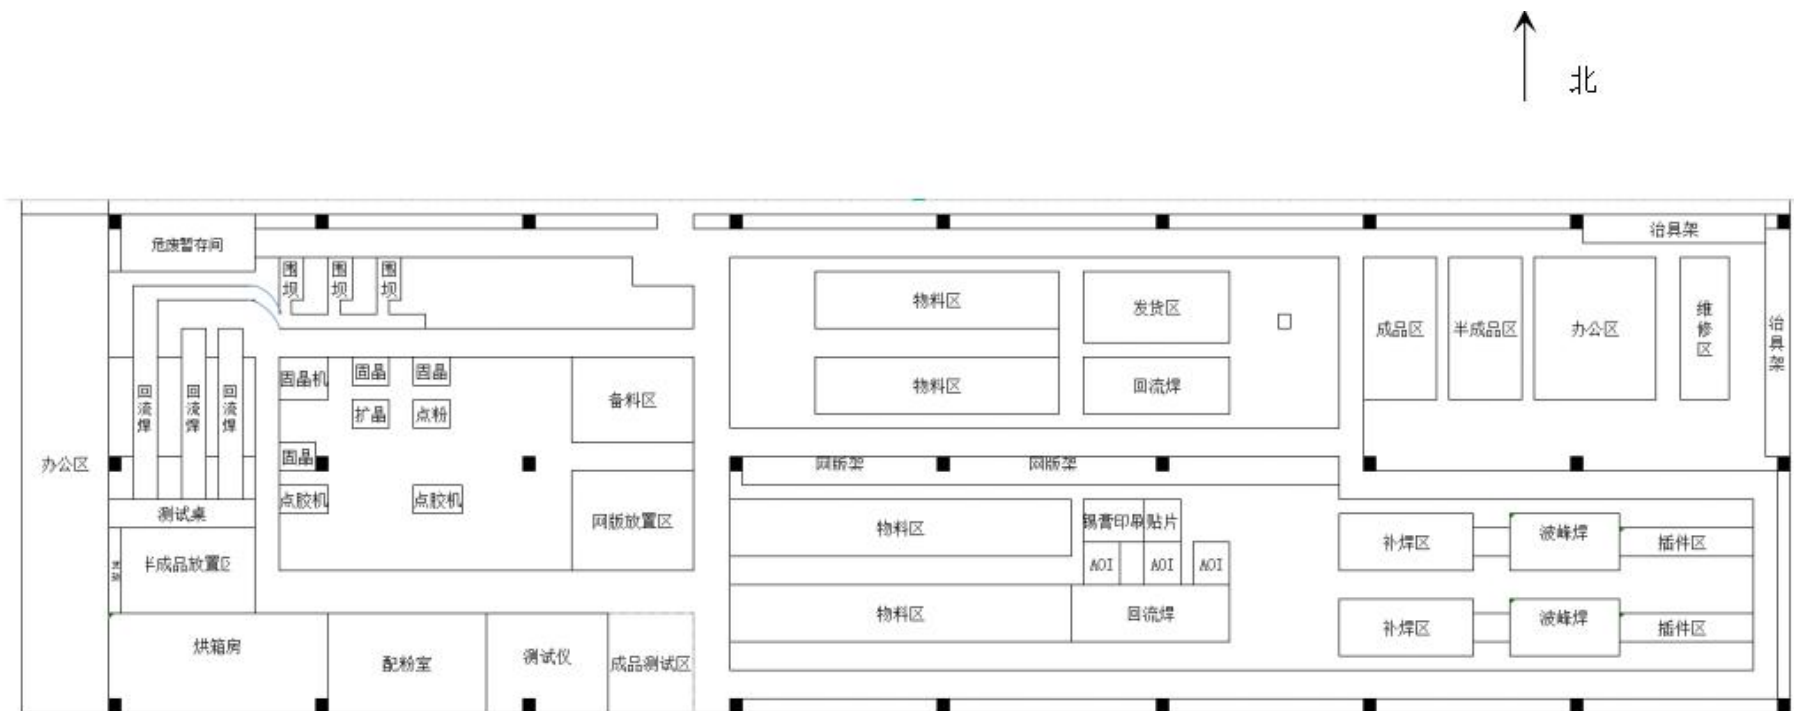 北
危废暂存间
治具架
围坝
围坝
围坝
物料区
发货区
成品区
半成品区
办公区
维修区
治具架
固晶机
固晶
固晶
备料区
物料区
回流焊
回流焊
回流焊
回流焊
扩晶
点粉
办公区
固晶
网版架
网版架
点胶机
点胶机
网版放置区
测试桌
物料区
锡膏印刷
贴片
补焊区
波峰焊
插件区
半成品放置区
AOI
AOI
AOI
物料区
回流焊
补焊区
波峰焊
插件区
烘箱房
配粉室
测试仪
成品测试区